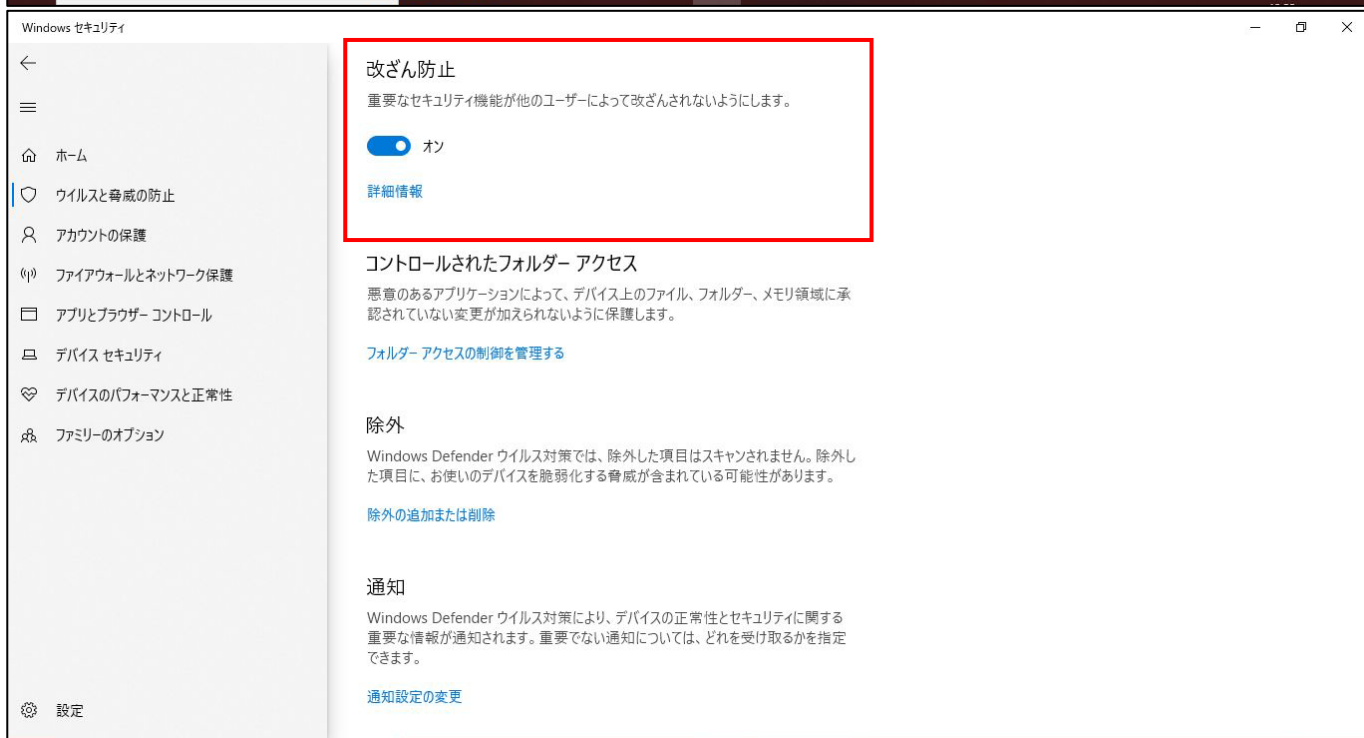 Windows セキュリティ
ホーム
ウイルスと脅威の防止
アカウントの保護
ファイアウォールとネットワーク保護
アプリとブラウザー コントロール
デバイス セキュリティ
デバイスのパフォーマンスと正常性
ファミリーのオプション
設定
改ざん防止
重要なセキュリティ機能が他のユーザーによって改ざんされないようにします。
オン
詳細情報
コントロールされたフォルダー アクセス
悪意のあるアプリケーションによって、デバイス上のファイル、フォルダー、メモリ領域に承
認されていない変更が加えられないように保護します。
フォルダー アクセスの制御を管理する
除外
Windows Defender ウイルス対策では、除外した項目はスキャンされません。除外し
た項目に、お使いのデバイスを脆弱化する脅威が含まれている可能性があります。
除外の追加または削除
通知
Windows Defender ウイルス対策により、デバイスの正常性とセキュリティに関する
重要な情報が通知されます。重要でない通知については、どれを受け取るかを指定
できます。
通知設定の変更